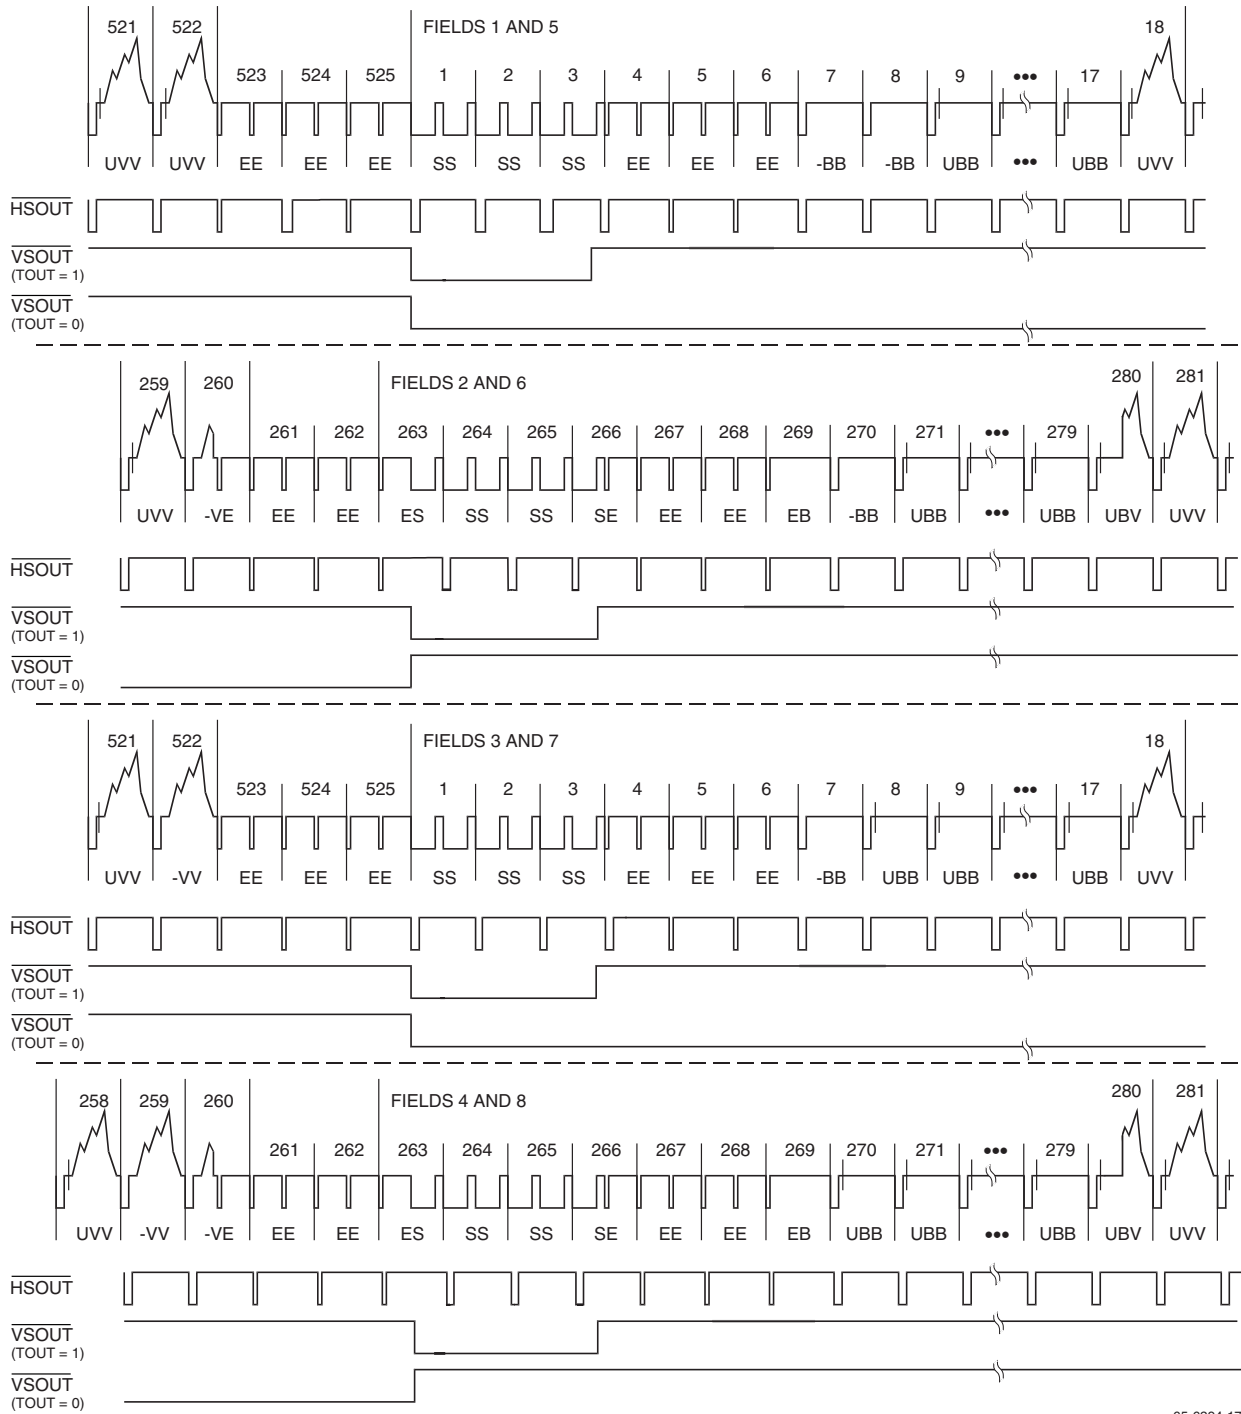 521 522 FIELDS 1 AND 5 18
523 524 525 1 2 3 4 5 6 7 8 9 ••• 17
UVV UVV EE EE EE SS SS SS EE EE EE -BB -BB UBB ••• UBB UVV
HSOUT
VSOUT
(TOUT = 1)
VSOUT
(TOUT = 0)
259 260 FIELDS 2 AND 6 280 281
261 262 263 264 265 266 267 268 269 270 271 ••• 279
UVV -VE EE EE ES SS SS SE EE EE EB -BB UBB ••• UBB UBV UVV
HSOUT
VSOUT
(TOUT = 1)
VSOUT
(TOUT = 0)
521 522 FIELDS 3 AND 7 18
523 524 525 1 2 3 4 5 6 7 8 9 ••• 17
UVV -VV EE EE EE SS SS SS EE EE EE -BB UBB UBB ••• UBB UVV
HSOUT
VSOUT
(TOUT = 1)
VSOUT
(TOUT = 0)
258 259 260 FIELDS 4 AND 8 280 281
261 262 263 264 265 266 267 268 269 270 271 ••• 279
UVV -VV -VE EE EE ES SS SS SE EE EE EB UBB UBB ••• UBB UBV UVV
HSOUT
VSOUT
(TOUT = 1)
VSOUT
(TOUT = 0)